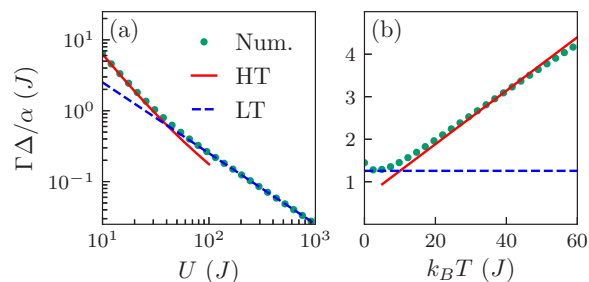 (a)
Num.
HT
LT
ΓΔ/α (J)
10^1
10^0
10^{-1}
10^1 10^2 10^3
U (J)
(b)
4
3
2
1
0 20 40 60
k_BT (J)